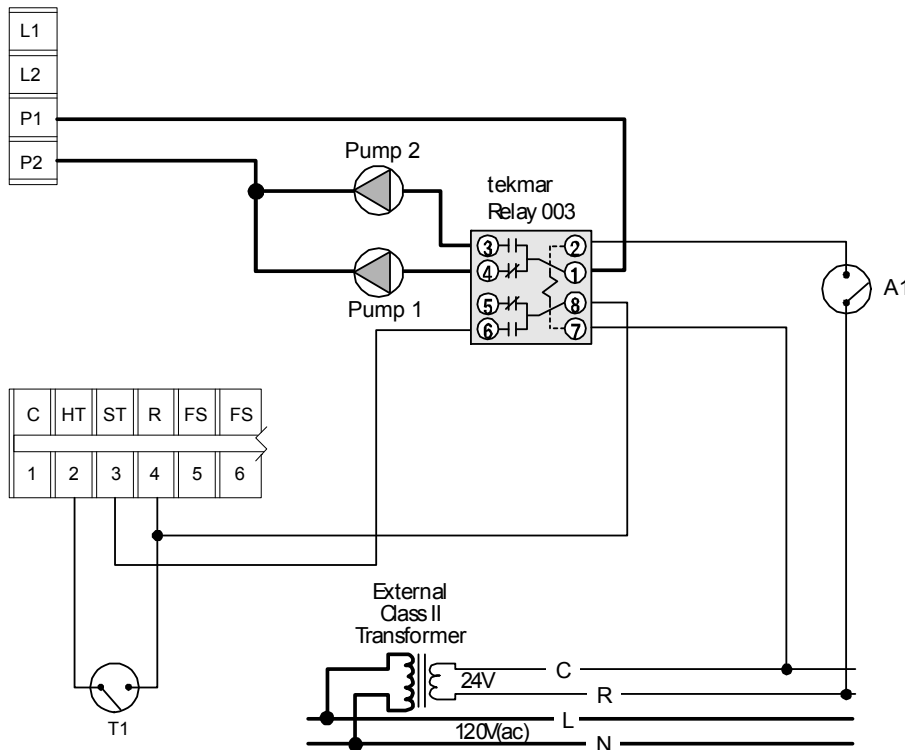 L1
L2
P1
P2
Pump 2
Pump 1
tekmar
Relay 003
3
2
4
1
5
8
6
7
A1
C HT ST R FS FS
1 2 3 4 5 6
T1
External
Class II
Transformer
24V
C
R
120V(ac)
L
N